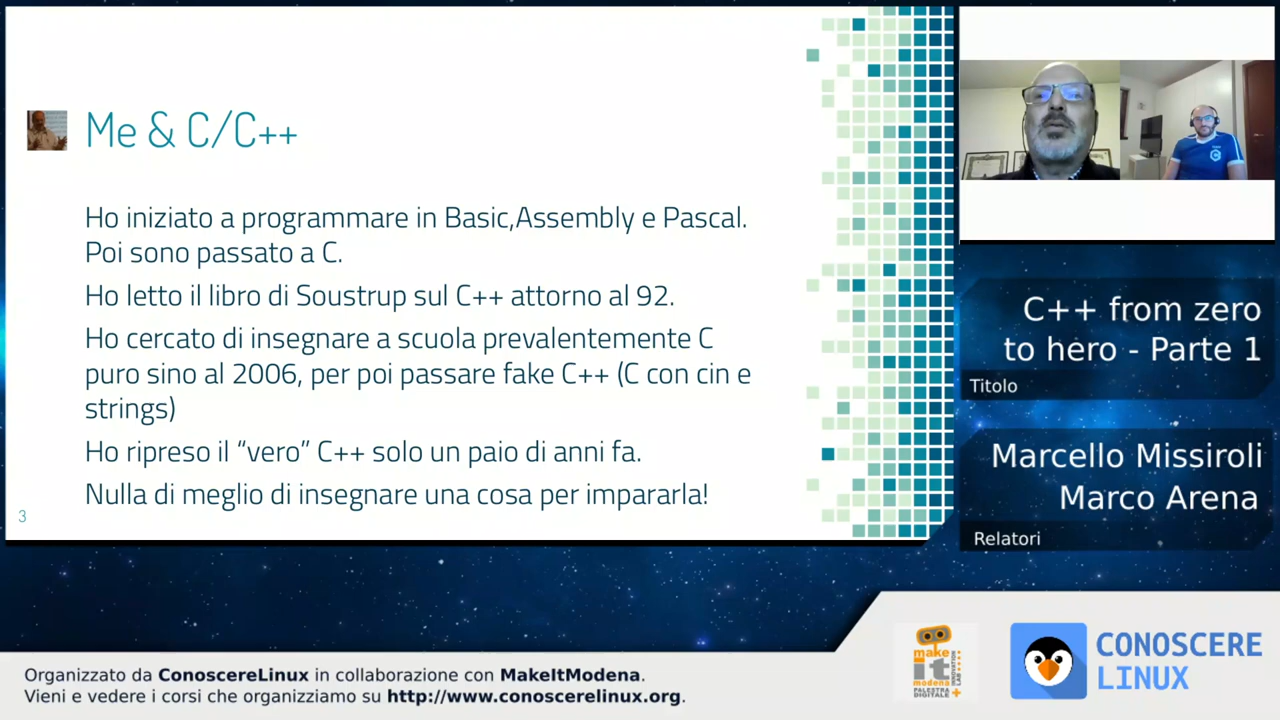 Me & C/C++
Ho iniziato a programmare in Basic,Assembly e Pascal.
Poi sono passato a C.
Ho letto il libro di Soustrup sul C++ attorno al 92.
Ho cercato di insegnare a scuola prevalentemente C
puro sino al 2006, per poi passare fake C++ (C con cin e
strings)
Ho ripreso il “vero” C++ solo un paio di anni fa.
Nulla di meglio di insegnare una cosa per impararla!
3
C++ from zero
to hero - Parte 1
Titolo
Marcello Missiroli
Marco Arena
Relatori
make
it
modena
PALESTRA
DIGITALE
INNOVATION
LAB
CONOSCERE
LINUX
Organizzato da ConoscereLinux in collaborazione con MakeItModena.
Vieni e vedere i corsi che organizziamo su http://www.conoscerelinux.org.